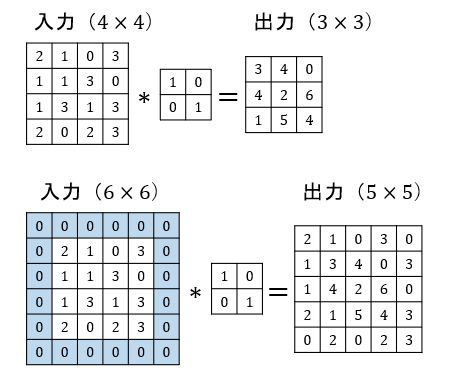 入力（4×4） 出力（3×3）
2 1 0 3
1 1 3 0
1 3 1 3
2 0 2 3
*
1 0
0 1
=
3 4 0
4 2 6
1 5 4
入力（6×6） 出力（5×5）
0 0 0 0 0 0
0 2 1 0 3 0
0 1 1 3 0 0
0 1 3 1 3 0
0 2 0 2 3 0
0 0 0 0 0 0
*
1 0
0 1
=
2 1 0 3 0
1 3 4 0 3
1 4 2 6 0
2 1 5 4 3
0 2 0 2 3